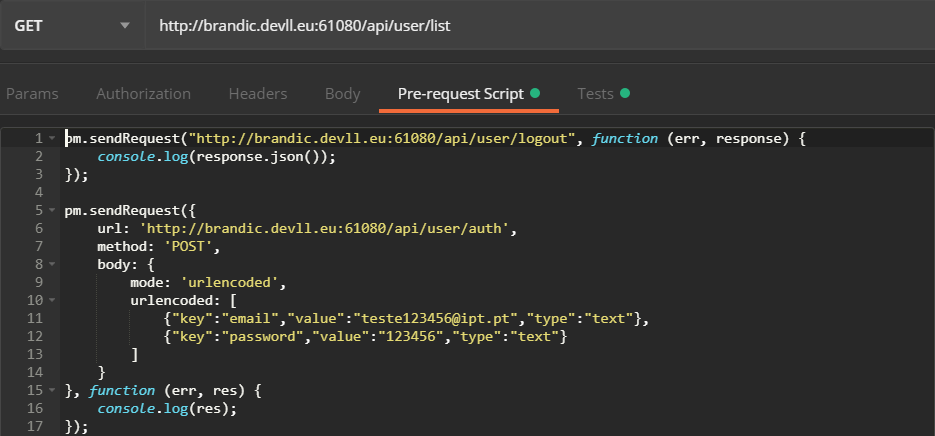 GET http://brandic.devll.eu:61080/api/user/list
Params Authorization Headers Body Pre-request Script Tests
1 pm.sendRequest("http://brandic.devll.eu:61080/api/user/logout", function (err, response) {
2     console.log(response.json());
3 });
4
5 pm.sendRequest({
6     url: 'http://brandic.devll.eu:61080/api/user/auth',
7     method: 'POST',
8     body: {
9         mode: 'urlencoded',
10         urlencoded: [
11             {"key":"email","value":"teste123456@ipt.pt","type":"text"},
12             {"key":"password","value":"123456","type":"text"}
13         ]
14     }
15 }, function (err, res) {
16     console.log(res);
17 });